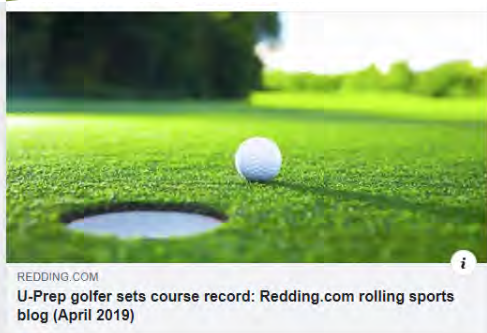 i
REDDING.COM
U-Prep golfer sets course record: Redding.com rolling sports
blog (April 2019)